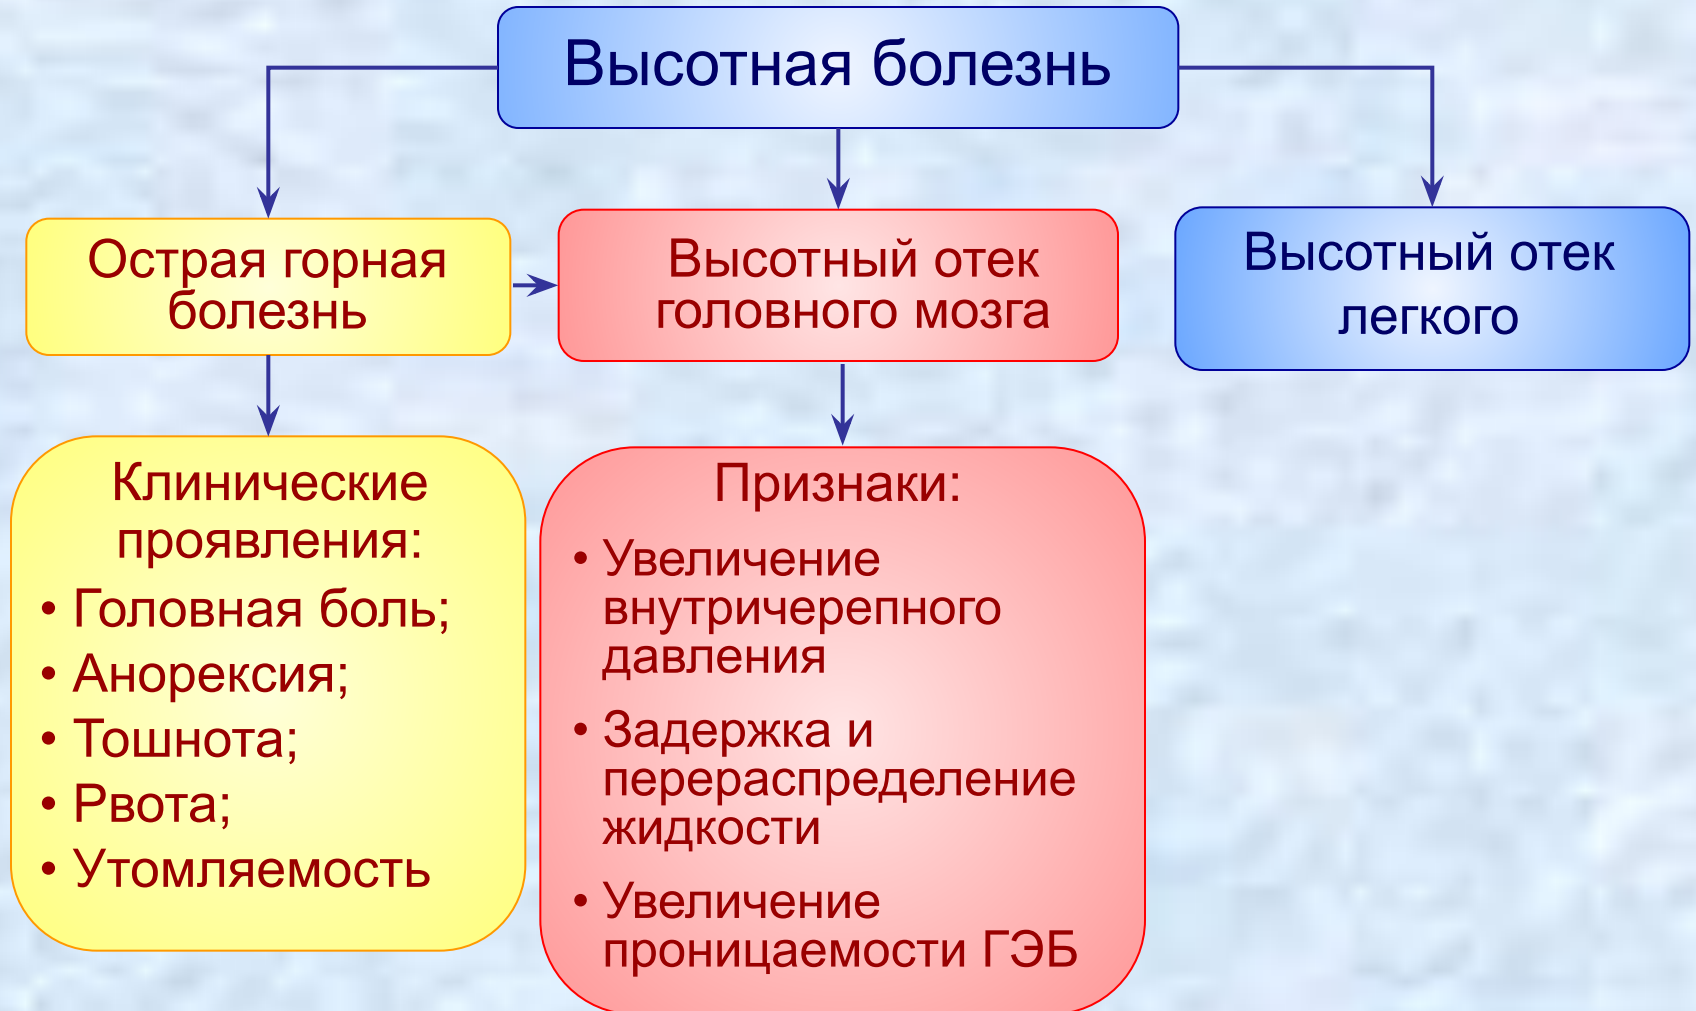 Высотная болезнь
Острая горная
болезнь
Высотный отек
головного мозга
Высотный отек
легкого
Клинические
проявления:
• Головная боль;
• Анорексия;
• Тошнота;
• Рвота;
• Утомляемость
Признаки:
• Увеличение
внутричерепного
давления
• Задержка и
перераспределение
жидкости
• Увеличение
проницаемости ГЭБ